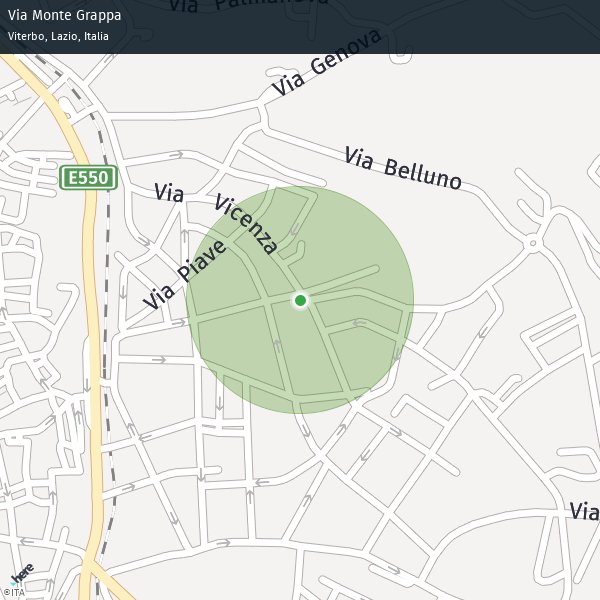 Via Monte Grappa
Viterbo, Lazio, Italia
Via Palmanova
Via Genova
Via Belluno
E550
Via Vicenza
Via Piave
Via
here
©ITA